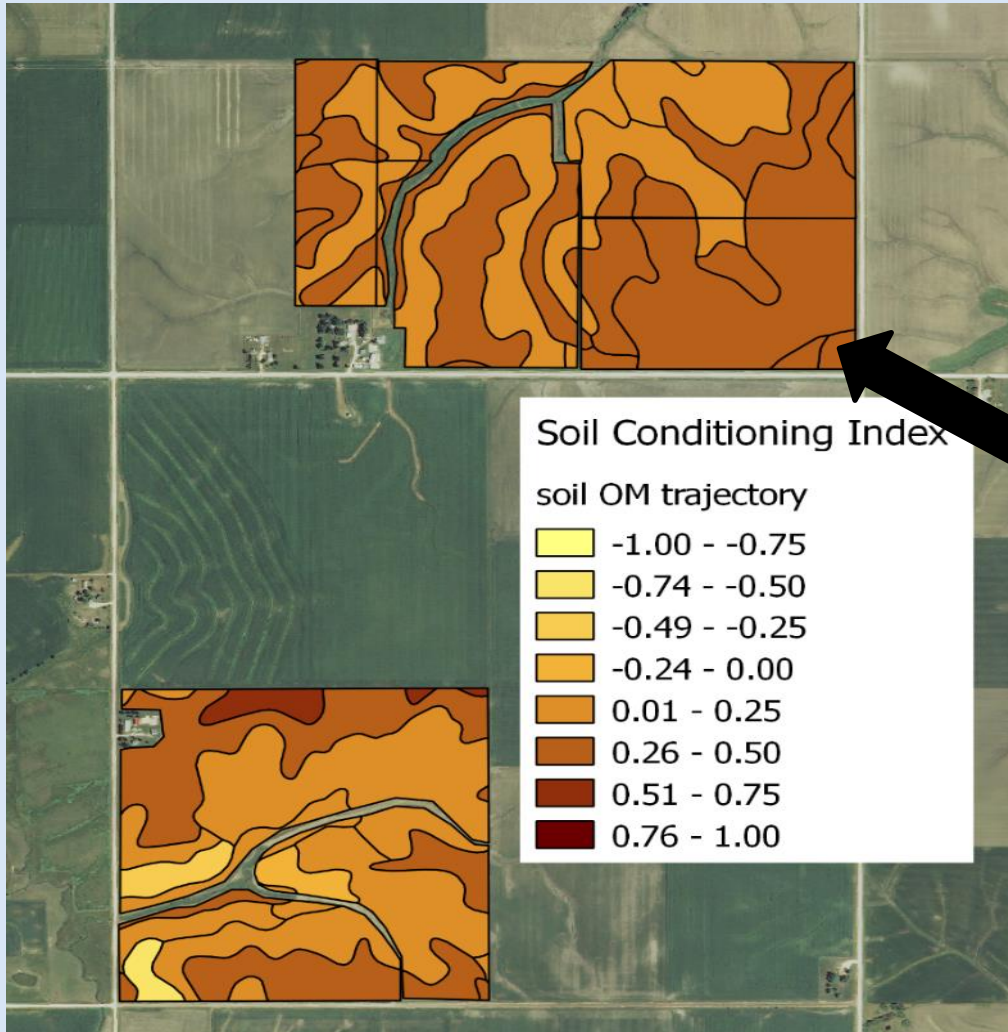 Soil Conditioning Index
soil OM trajectory
-1.00 - -0.75
-0.74 - -0.50
-0.49 - -0.25
-0.24 - 0.00
0.01 - 0.25
0.26 - 0.50
0.51 - 0.75
0.76 - 1.00